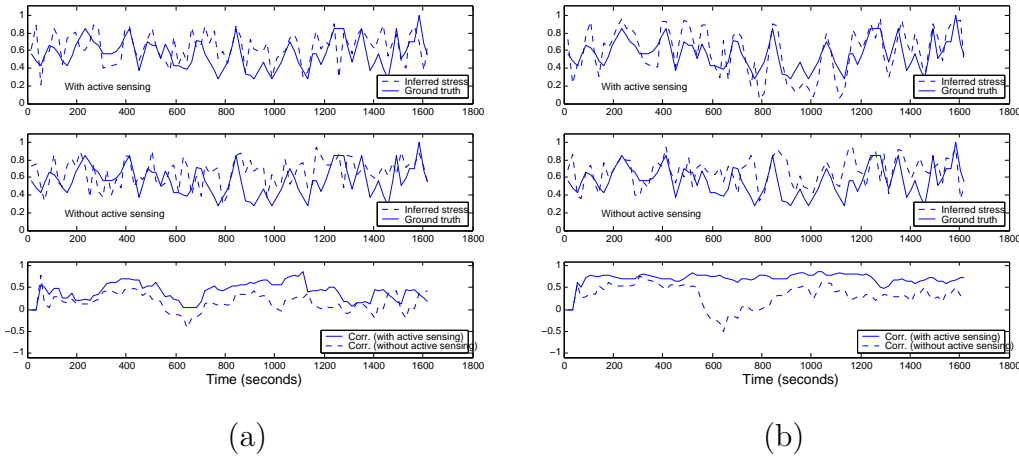 1
0.8
0.6
0.4
0.2
0
With active sensing
Inferred stress
Ground truth
0 200 400 600 800 1000 1200 1400 1600 1800
1
0.8
0.6
0.4
0.2
0
Without active sensing
Inferred stress
Ground truth
0 200 400 600 800 1000 1200 1400 1600 1800
1
0.5
0
−0.5
−1
Corr. (with active sensing)
Corr. (without active sensing)
0 200 400 600 800 1000 1200 1400 1600 1800
Time (seconds)
(a)
1
0.8
0.6
0.4
0.2
0
With active sensing
Inferred stress
Ground truth
0 200 400 600 800 1000 1200 1400 1600 1800
1
0.8
0.6
0.4
0.2
0
Without active sensing
Inferred stress
Ground truth
0 200 400 600 800 1000 1200 1400 1600 1800
1
0.5
0
−0.5
−1
Corr. (with active sensing)
Corr. (without active sensing)
0 200 400 600 800 1000 1200 1400 1600 1800
Time (seconds)
(b)